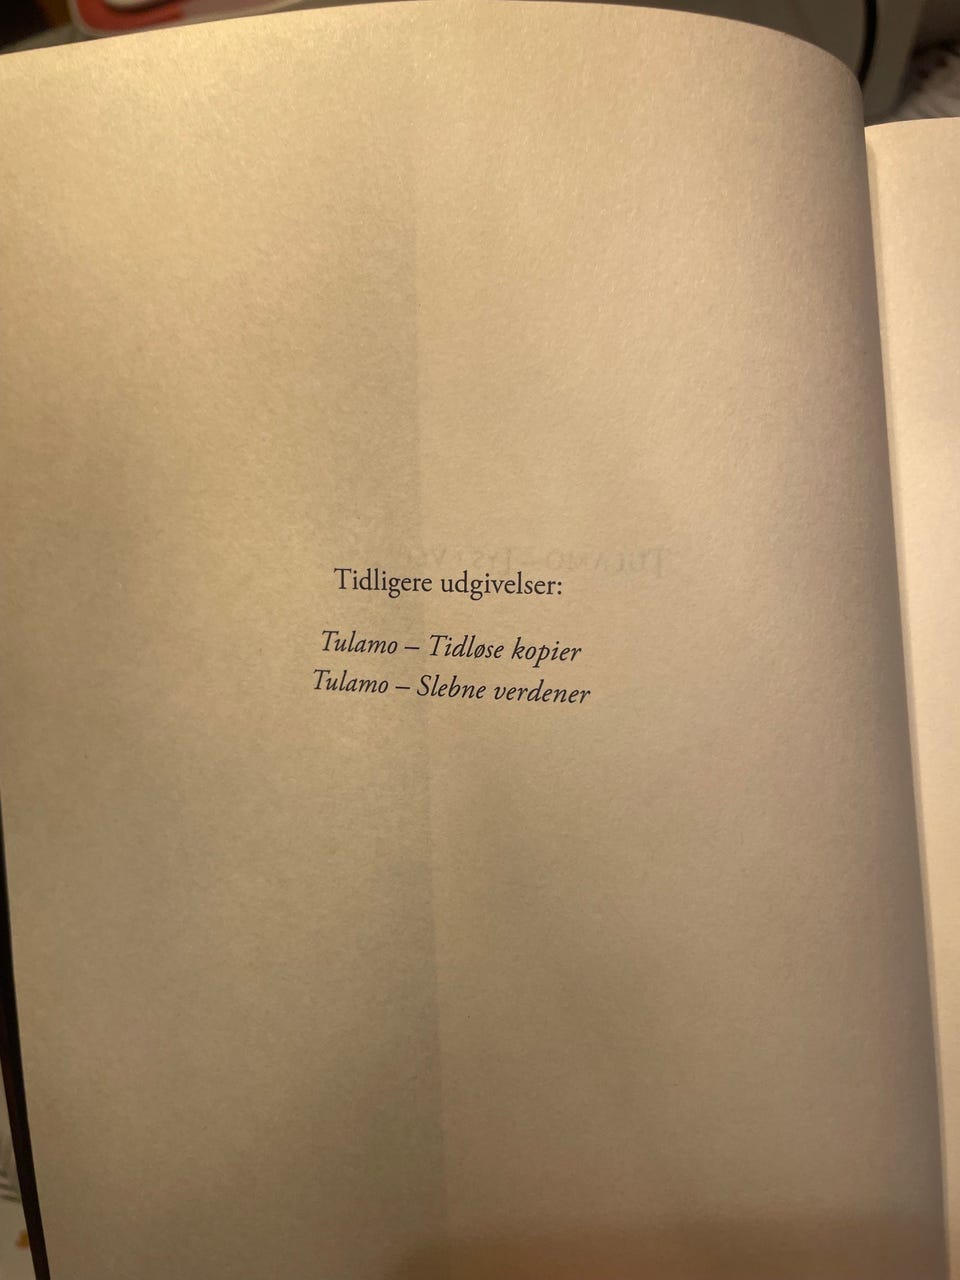 Tidligere udgivelser:
Tulamo – Tidløse kopier
Tulamo – Slebne verdener